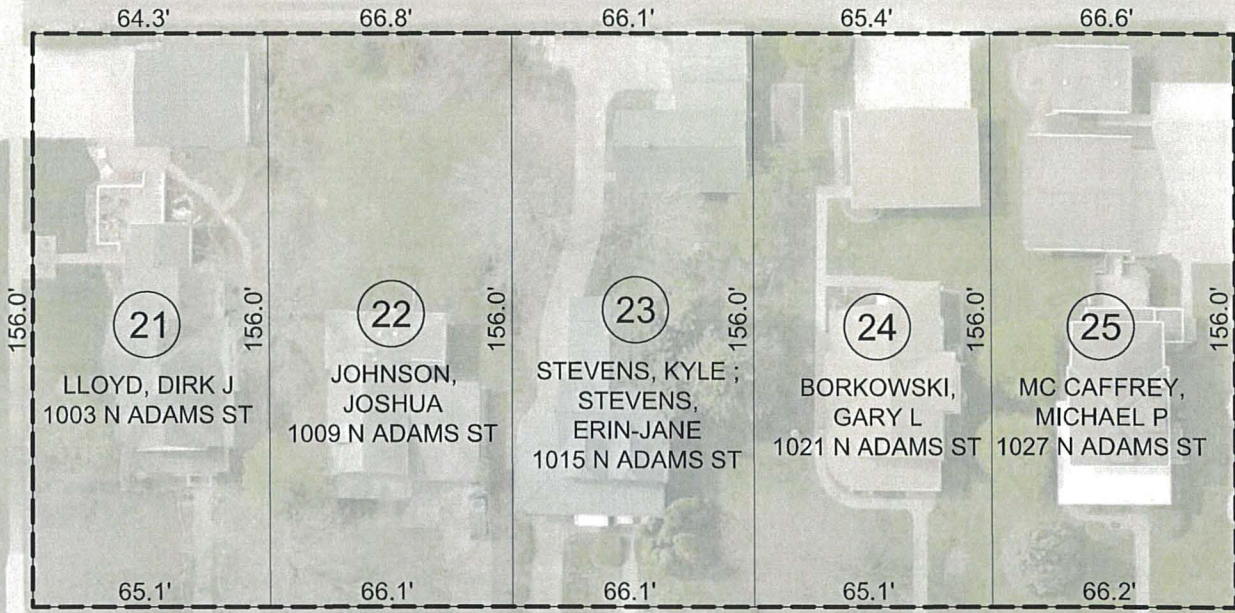 64.3'
66.8'
66.1'
65.4'
66.6'
156.0'
21
LLOYD, DIRK J
1003 N ADAMS ST
156.0'
22
JOHNSON,
JOSHUA
1009 N ADAMS ST
156.0'
23
STEVENS, KYLE ;
STEVENS,
ERIN-JANE
1015 N ADAMS ST
156.0'
24
BORKOWSKI,
GARY L
1021 N ADAMS ST
156.0'
25
MC CAFFREY,
MICHAEL P
1027 N ADAMS ST
156.0'
65.1'
66.1'
66.1'
65.1'
66.2'